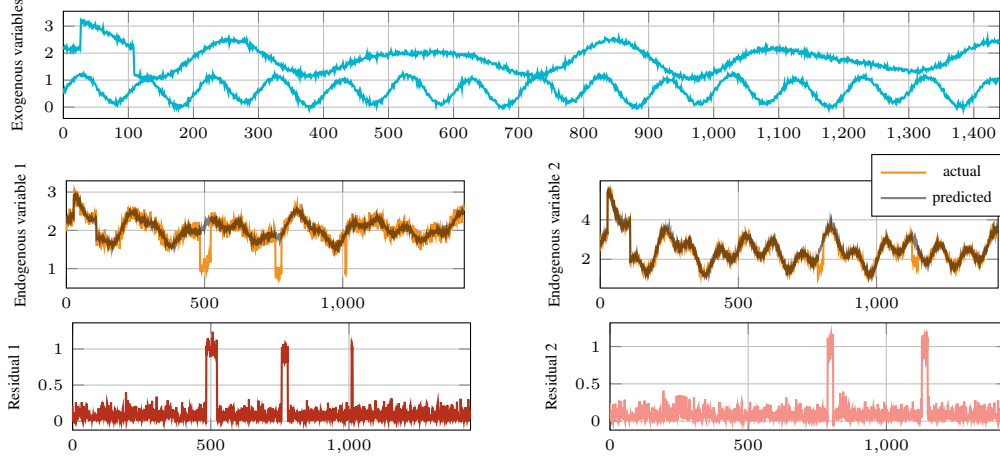 Exogenous variables
3
2
1
0
0 100 200 300 400 500 600 700 800 900 1,000 1,100 1,200 1,300 1,400
Endogenous variable 1
3
2
1
0 500 1,000
Endogenous variable 2
4
2
0 500 1,000
actual
predicted
Residual 1
1
0.5
0
0 500 1,000
Residual 2
1
0.5
0
0 500 1,000